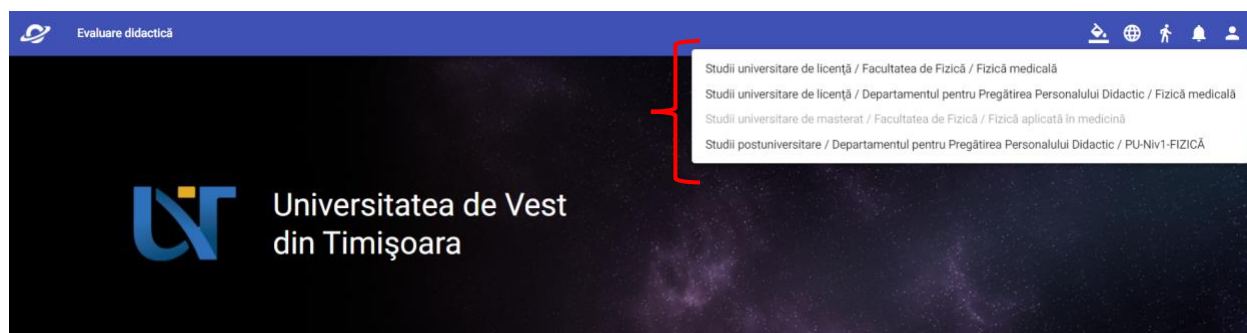 Evaluare didactică
Studii universitare de licență / Facultatea de Fizică / Fizică medicală
Studii universitare de licență / Departamentul pentru Pregătirea Personalului Didactic / Fizică medicală
Studii universitare de masterat / Facultatea de Fizică / Fizică aplicată în medicină
Studii postuniversitare / Departamentul pentru Pregătirea Personalului Didactic / PU-Niv1-FIZICĂ
UVT
Universitatea de Vest
din Timişoara